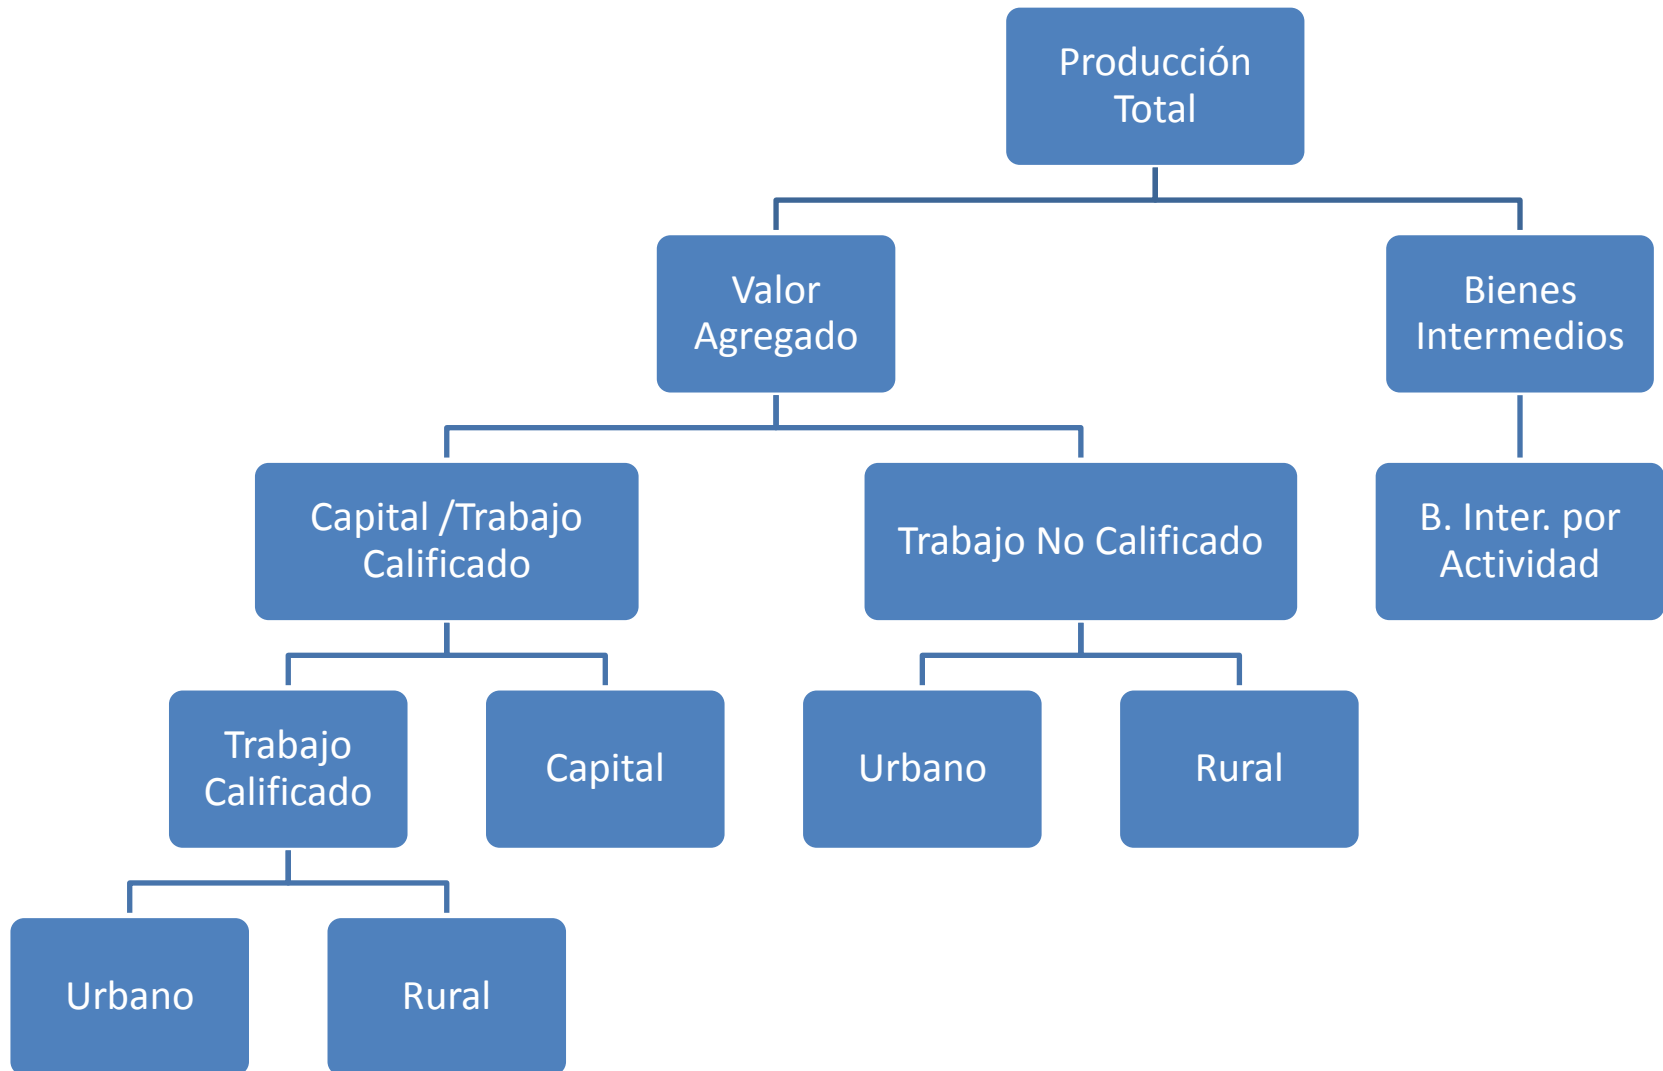 Producción
Total
Valor
Agregado
Bienes
Intermedios
Capital /Trabajo
Calificado
Trabajo No Calificado
B. Inter. por
Actividad
Trabajo
Calificado
Capital
Urbano
Rural
Urbano
Rural